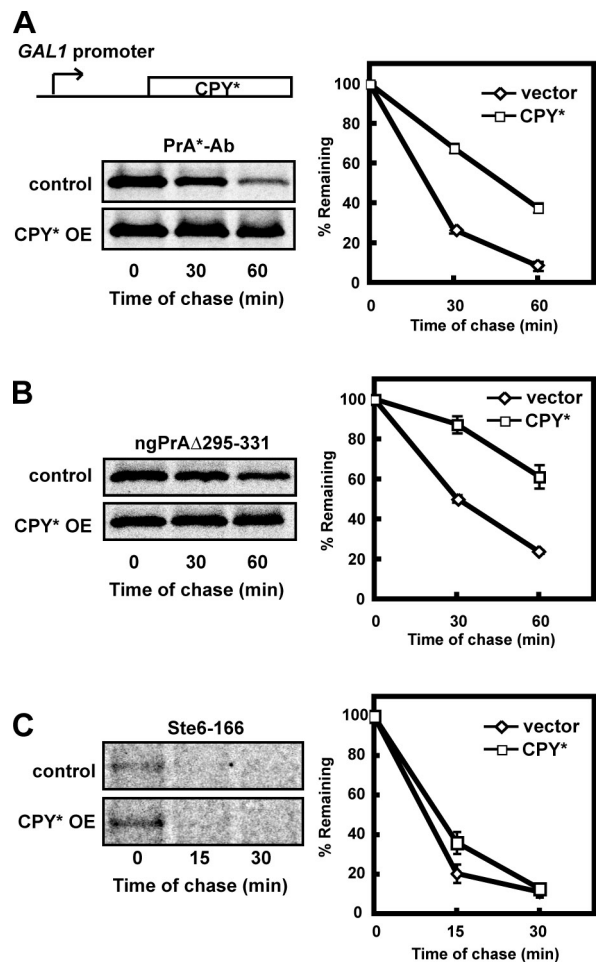 A
GAL1 promoter
CPY*
PrA*-Ab
control
CPY* OE
0 30 60
Time of chase (min)
% Remaining
100
80
60
40
20
0
0 30 60
Time of chase (min)
vector
CPY*
B
ngPrAΔ295-331
control
CPY* OE
0 30 60
Time of chase (min)
% Remaining
100
80
60
40
20
0
0 30 60
Time of chase (min)
vector
CPY*
C
Ste6-166
control
CPY* OE
0 15 30
Time of chase (min)
% Remaining
100
80
60
40
20
0
0 15 30
Time of chase (min)
vector
CPY*